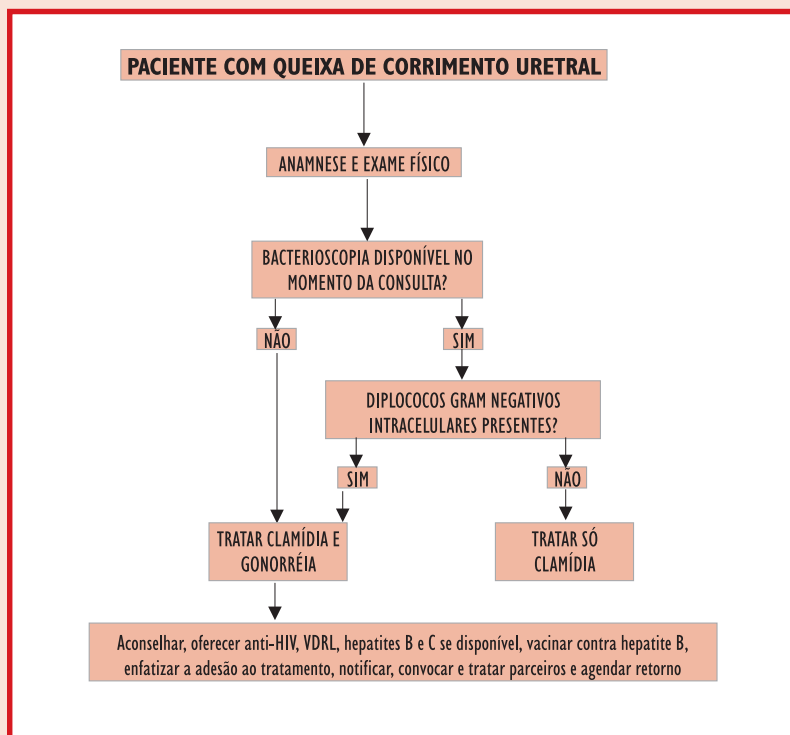 PACIENTE COM QUEIXA DE CORRIMENTO URETRAL
ANAMNESE E EXAME FÍSICO
BACTERIOSCOPIA DISPONÍVEL NO
MOMENTO DA CONSULTA?
NÃO
SIM
DIPLOCOCOS GRAM NEGATIVOS
INTRACELULARES PRESENTES?
SIM
NÃO
TRATAR CLAMÍDIA E
GONORRÉIA
TRATAR SÓ
CLAMÍDIA
Aconselhar, oferecer anti-HIV, VDRL, hepatites B e C se disponível, vacinar contra hepatite B,
enfatizar a adesão ao tratamento, notificar, convocar e tratar parceiros e agendar retorno